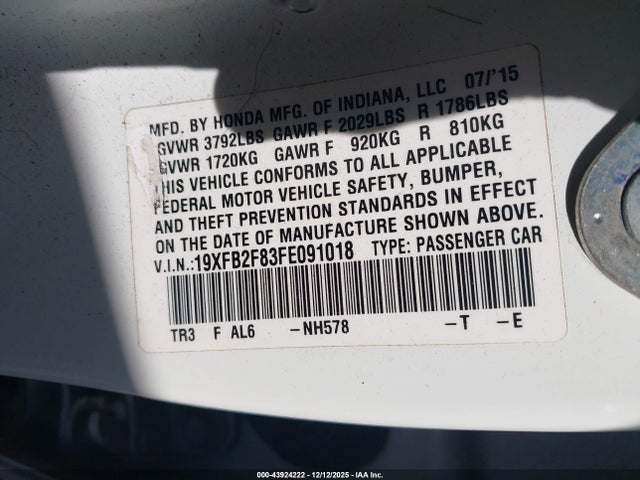 MFD. BY HONDA MFG. OF INDIANA, LLC 07/'15
GVWR 3792LBS GAWR F 2029LBS R 1786LBS
GVWR 1720KG GAWR F 920KG R 810KG
THIS VEHICLE CONFORMS TO ALL APPLICABLE
FEDERAL MOTOR VEHICLE SAFETY, BUMPER,
AND THEFT PREVENTION STANDARDS IN EFFECT
ON THE DATE OF MANUFACTURE SHOWN ABOVE.
V.I.N.:19XFB2F83FE091018 TYPE: PASSENGER CAR
TR3 F AL6 -NH578 -T -E
000-43924222 - 12/12/2025 - IAA Inc.